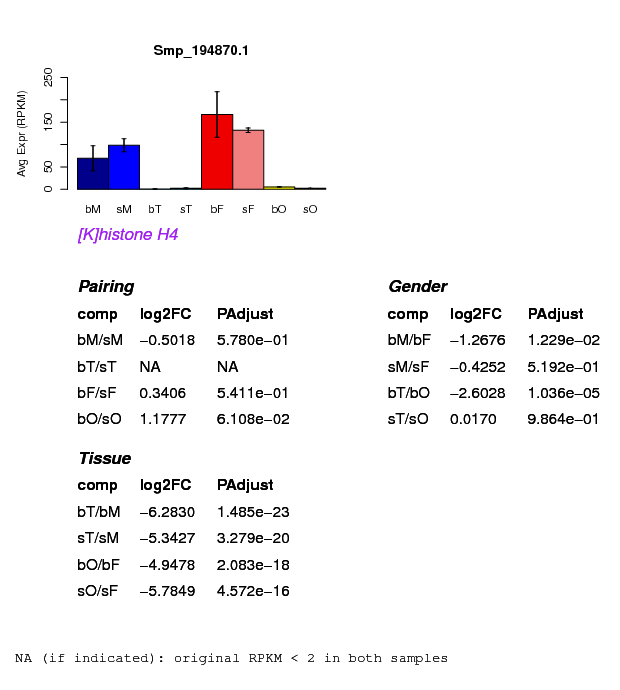 Smp_194870.1
Avg Expr (RPKM)
0 50 150 250
bM sM bT sT bF sF bO sO
[K]histone H4
Pairing
comp log2FC PAdjust
bM/sM −0.5018 5.780e−01
bT/sT NA NA
bF/sF 0.3406 5.411e−01
bO/sO 1.1777 6.108e−02
Gender
comp log2FC PAdjust
bM/bF −1.2676 1.229e−02
sM/sF −0.4252 5.192e−01
bT/bO −2.6028 1.036e−05
sT/sO 0.0170 9.864e−01
Tissue
comp log2FC PAdjust
bT/bM −6.2830 1.485e−23
sT/sM −5.3427 3.279e−20
bO/bF −4.9478 2.083e−18
sO/sF −5.7849 4.572e−16
NA (if indicated): original RPKM < 2 in both samples